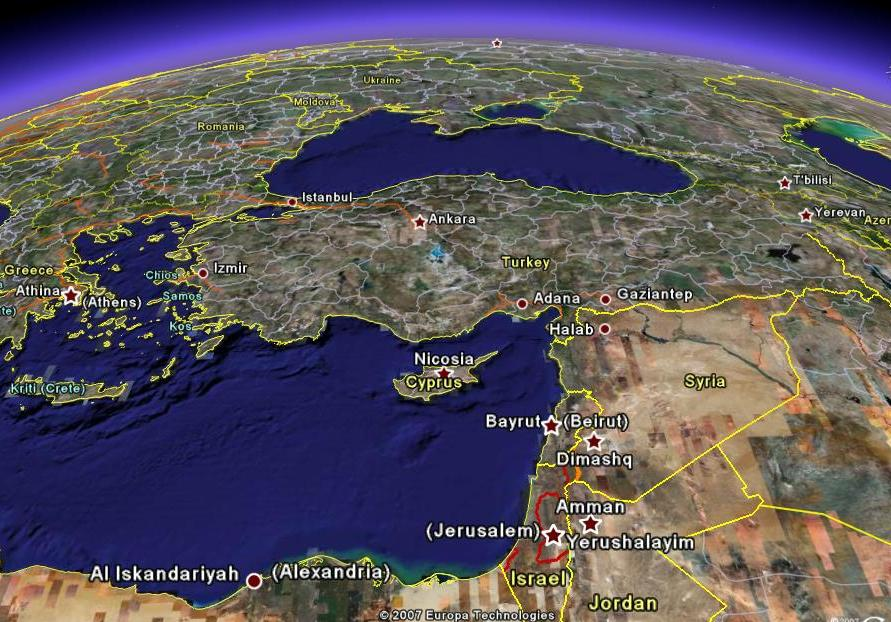 Ukraine
Moldova
Romania
T'bilisi
Istanbul
Yerevan
Ankara
Azer
Greece
Chios
Izmir
Turkey
Athina
(Athens)
Samos
Adana
Gaziantep
te)
Kos
Halab
Nicosia
Cyprus
Kriti (Crete)
Syria
Bayrut
(Beirut)
Dimashq
Amman
(Jerusalem)
Yerushalayim
Al Iskandariyah
(Alexandria)
Israel
Jordan
© 2007 Europa Technologies